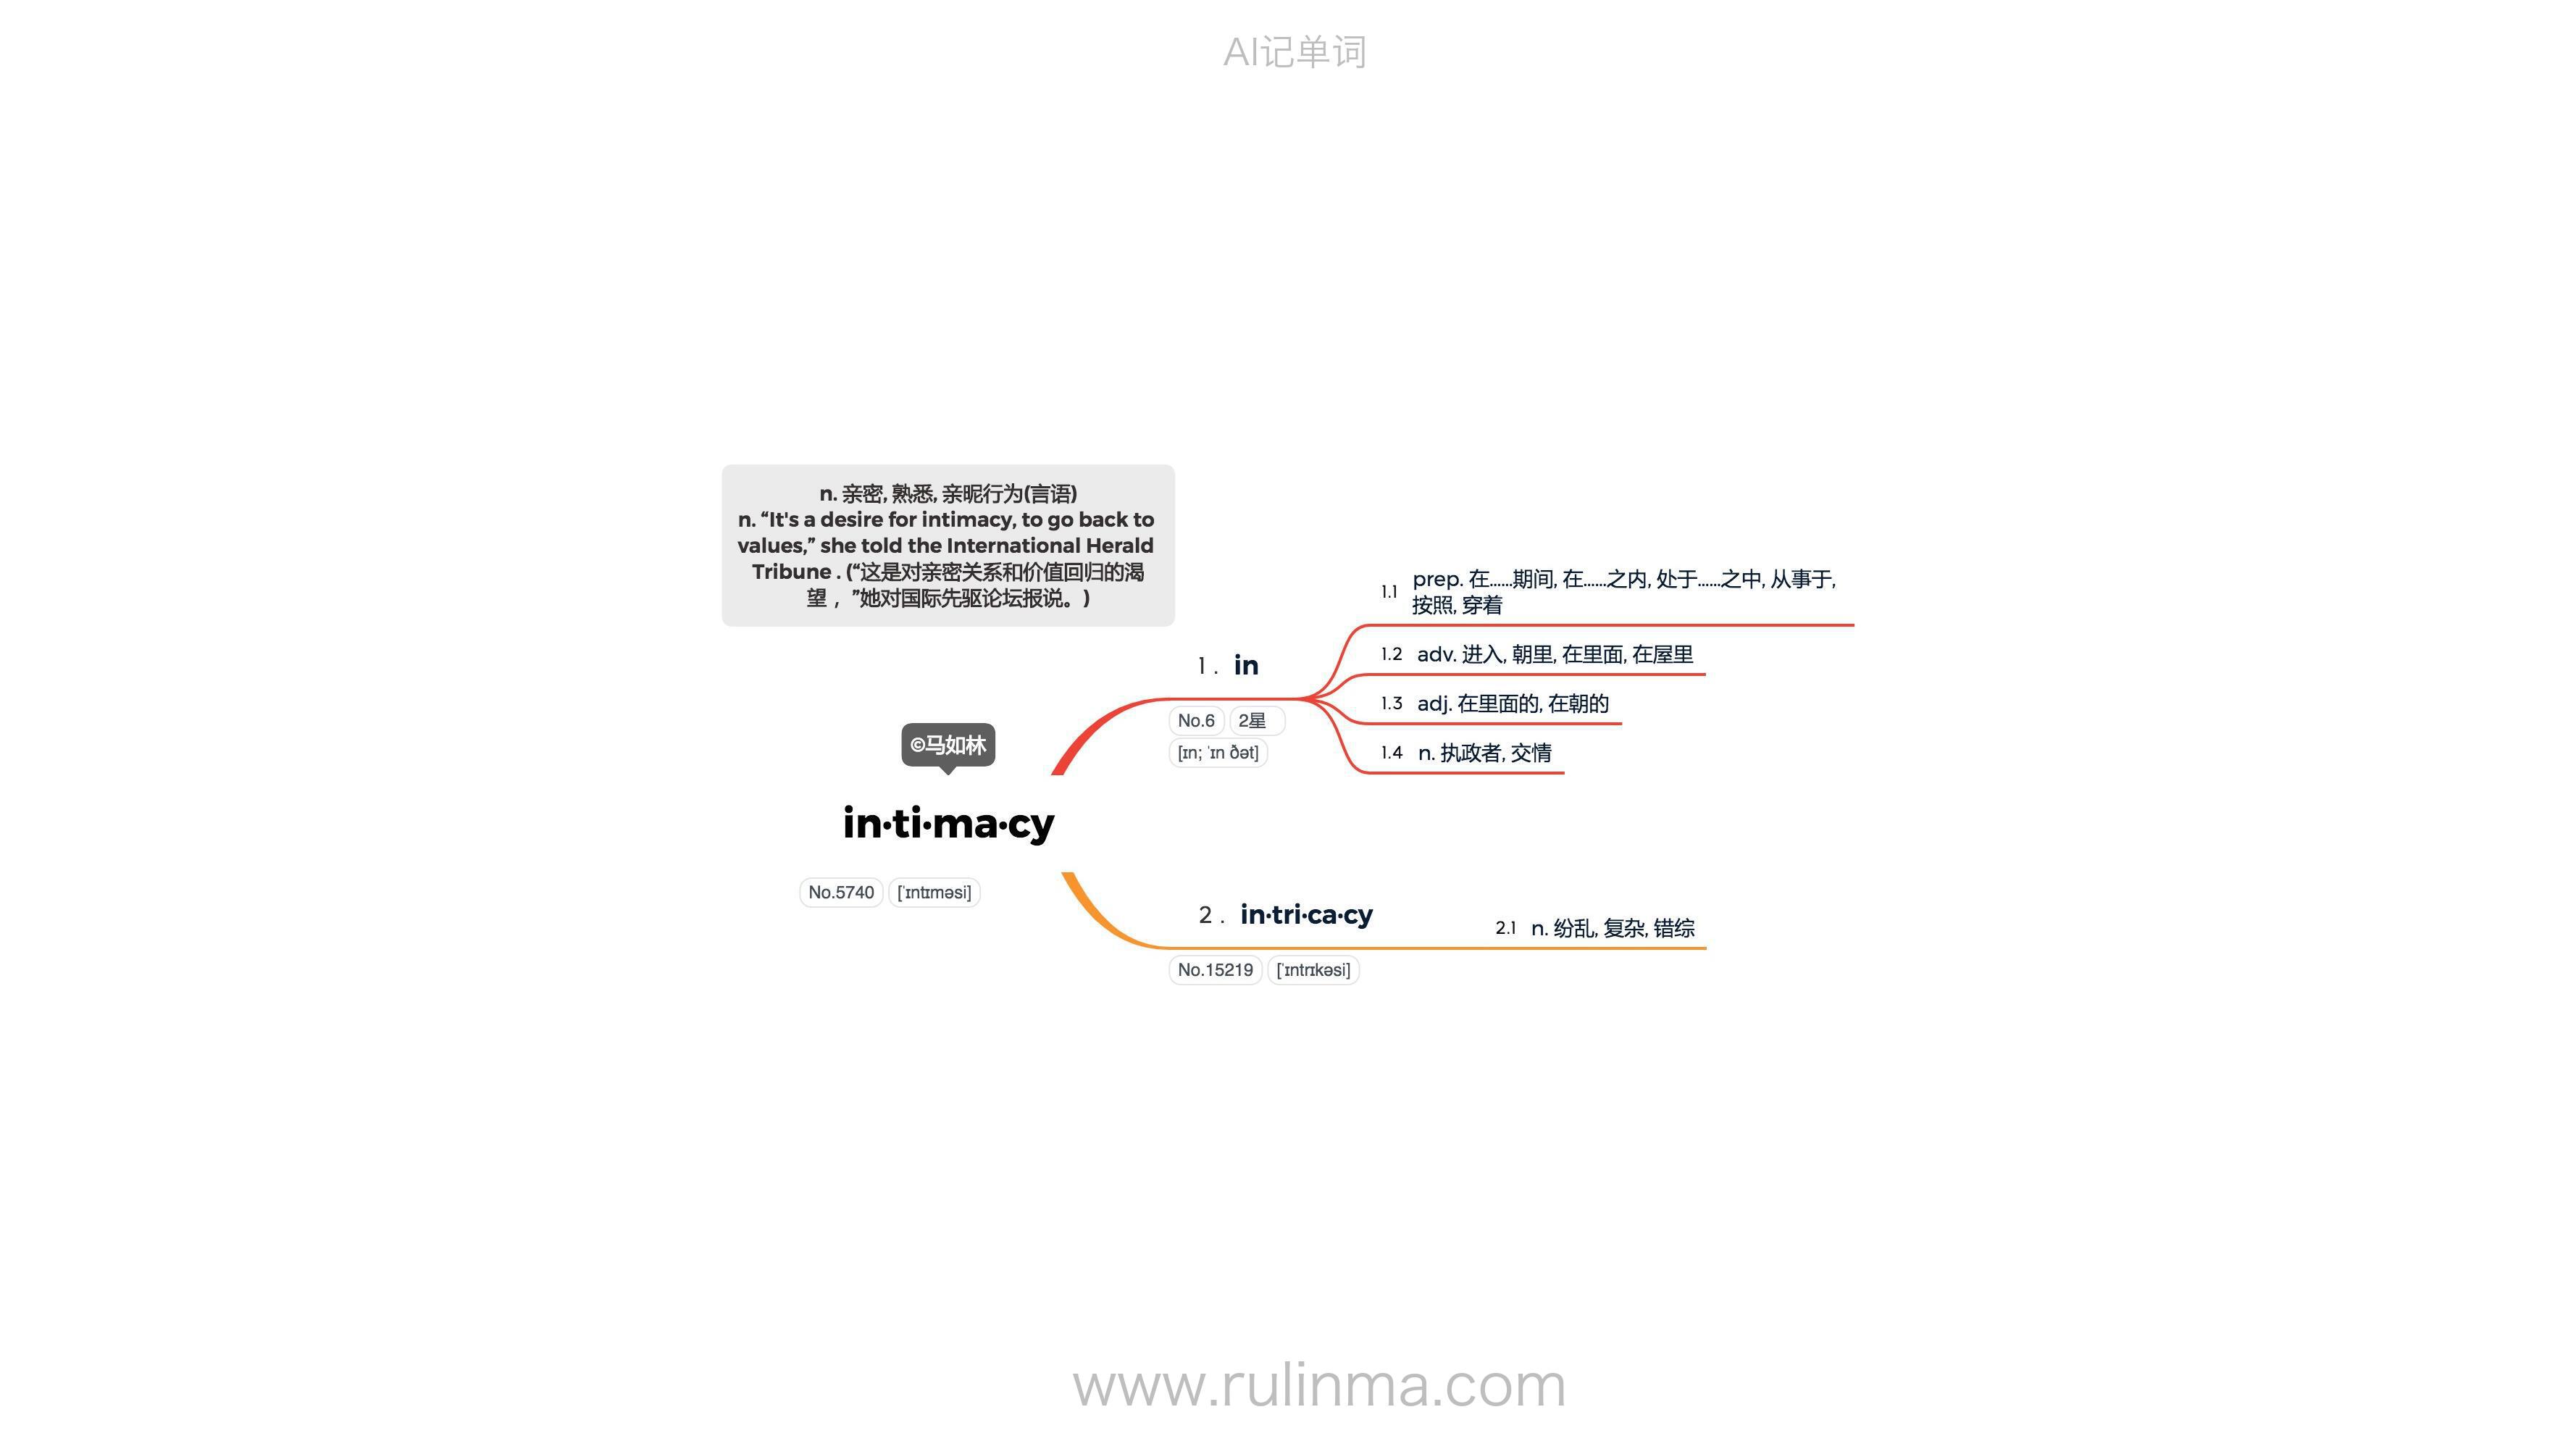 AI记单词
n. 亲密, 熟悉, 亲昵行为(言语)
n. “It's a desire for intimacy, to go back to
values,” she told the International Herald
Tribune . (“这是对亲密关系和价值回归的渴
望， ”她对国际先驱论坛报说。)
©马如林
in·ti·ma·cy
No.5740 [ˈɪntɪməsi]
1 . in
No.6 2星
[ɪn; ˈɪn ðət]
1.1 prep. 在……期间, 在……之内, 处于……之中, 从事于,
按照, 穿着
1.2 adv. 进入, 朝里, 在里面, 在屋里
1.3 adj. 在里面的, 在朝的
1.4 n. 执政者, 交情
2 . in·tri·ca·cy
No.15219 [ˈɪntrɪkəsi]
2.1 n. 纷乱, 复杂, 错综
www.rulinma.com